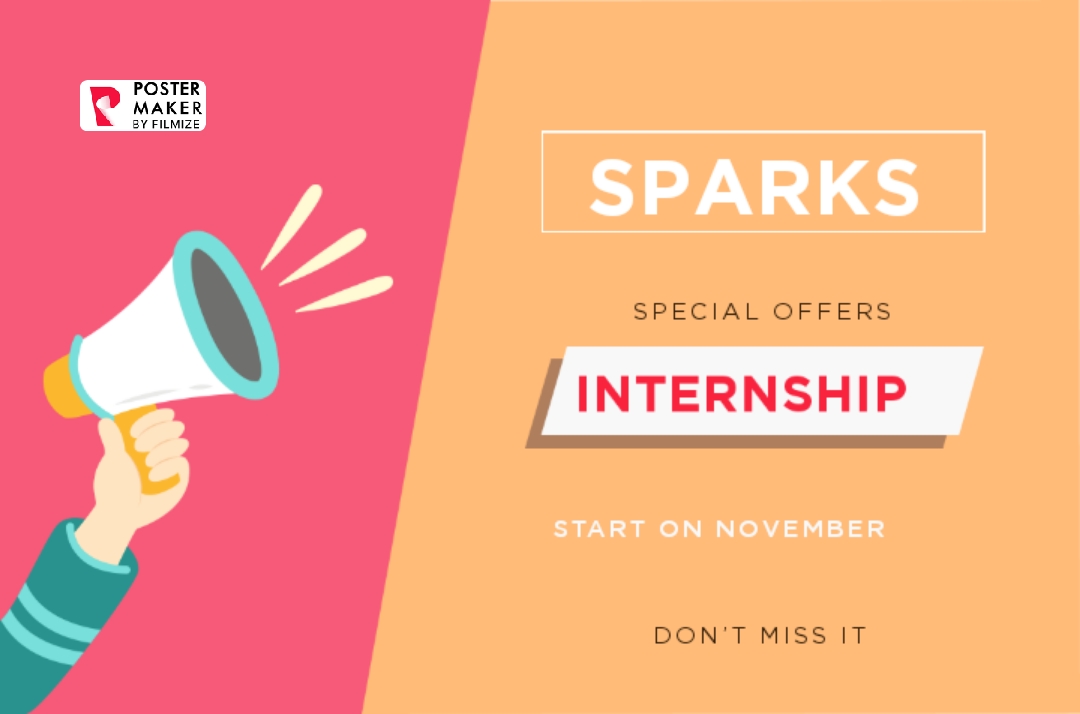 POSTER
MAKER
BY FILMIZE
SPARKS
SPECIAL OFFERS
INTERNSHIP
START ON NOVEMBER
DON'T MISS IT